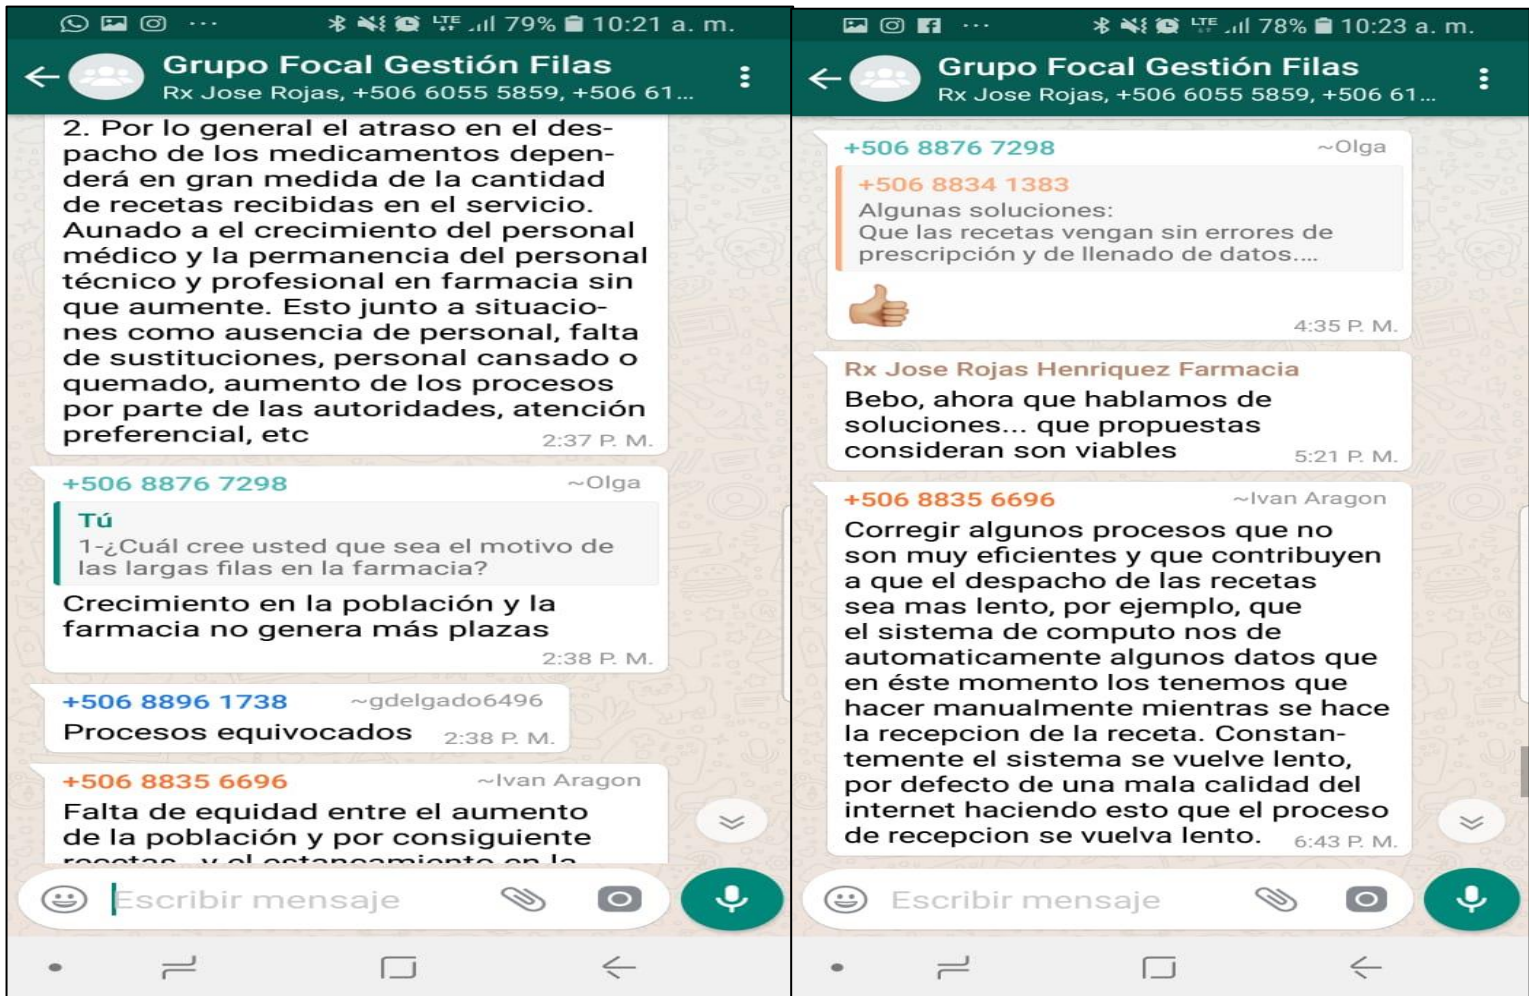 LTE 79% 10:21 a. m.
Grupo Focal Gestión Filas
Rx Jose Rojas, +506 6055 5859, +506 61...
2. Por lo general el atraso en el des-
pacho de los medicamentos depen-
derá en gran medida de la cantidad
de recetas recibidas en el servicio.
Aunado a el crecimiento del personal
médico y la permanencia del personal
técnico y profesional en farmacia sin
que aumente. Esto junto a situacio-
nes como ausencia de personal, falta
de sustituciones, personal cansado o
quemado, aumento de los procesos
por parte de las autoridades, atención
preferencial, etc 2:37 P. M.
+506 8876 7298 ~Olga
Tú
1-¿Cuál cree usted que sea el motivo de
las largas filas en la farmacia?
Crecimiento en la población y la
farmacia no genera más plazas
2:38 P. M.
+506 8896 1738 ~gdelgado6496
Procesos equivocados 2:38 P. M.
+506 8835 6696 ~Ivan Aragon
Falta de equidad entre el aumento
de la población y por consiguiente
recetas y el estancamiento en la
Escribir mensaje
LTE 78% 10:23 a. m.
Grupo Focal Gestión Filas
Rx Jose Rojas, +506 6055 5859, +506 61...
+506 8876 7298 ~Olga
+506 8834 1383
Algunas soluciones:
Que las recetas vengan sin errores de
prescripción y de llenado de datos....
4:35 P. M.
Rx Jose Rojas Henriquez Farmacia
Bebo, ahora que hablamos de
soluciones... que propuestas
consideran son viables 5:21 P. M.
+506 8835 6696 ~Ivan Aragon
Corregir algunos procesos que no
son muy eficientes y que contribuyen
a que el despacho de las recetas
sea mas lento, por ejemplo, que
el sistema de computo nos de
automaticamente algunos datos que
en éste momento los tenemos que
hacer manualmente mientras se hace
la recepcion de la receta. Constan-
temente el sistema se vuelve lento,
por defecto de una mala calidad del
internet haciendo esto que el proceso
de recepcion se vuelva lento. 6:43 P. M.
Escribir mensaje